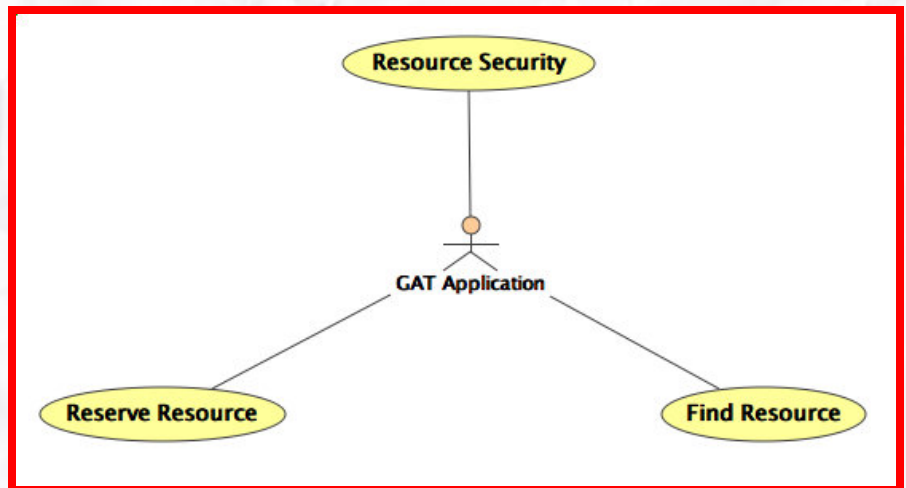 Resource Security
GAT Application
Reserve Resource
Find Resource